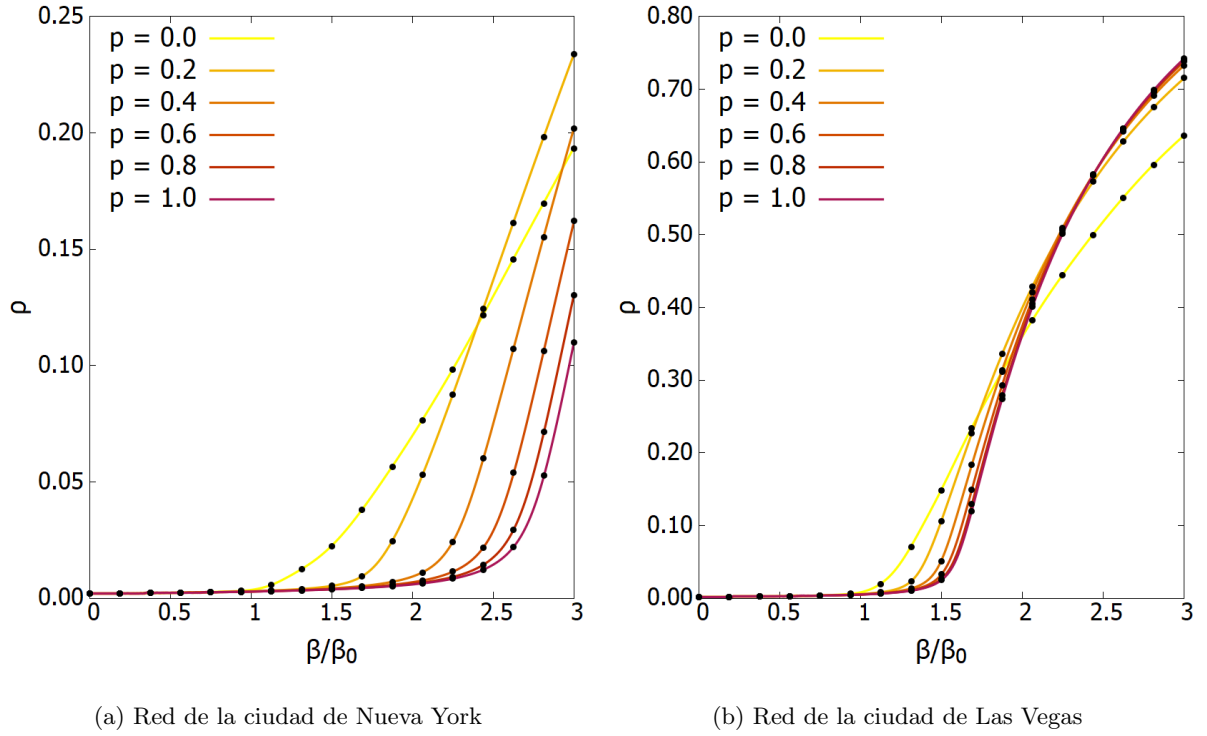 0.25
0.20
0.15
0.10
0.05
0.00
ρ
p = 0.0
p = 0.2
p = 0.4
p = 0.6
p = 0.8
p = 1.0
0 0.5 1 1.5 2 2.5 3
β/β0
(a) Red de la ciudad de Nueva York
0.80
0.70
0.60
0.50
0.40
0.30
0.20
0.10
0.00
ρ
p = 0.0
p = 0.2
p = 0.4
p = 0.6
p = 0.8
p = 1.0
0 0.5 1 1.5 2 2.5 3
β/β0
(b) Red de la ciudad de Las Vegas